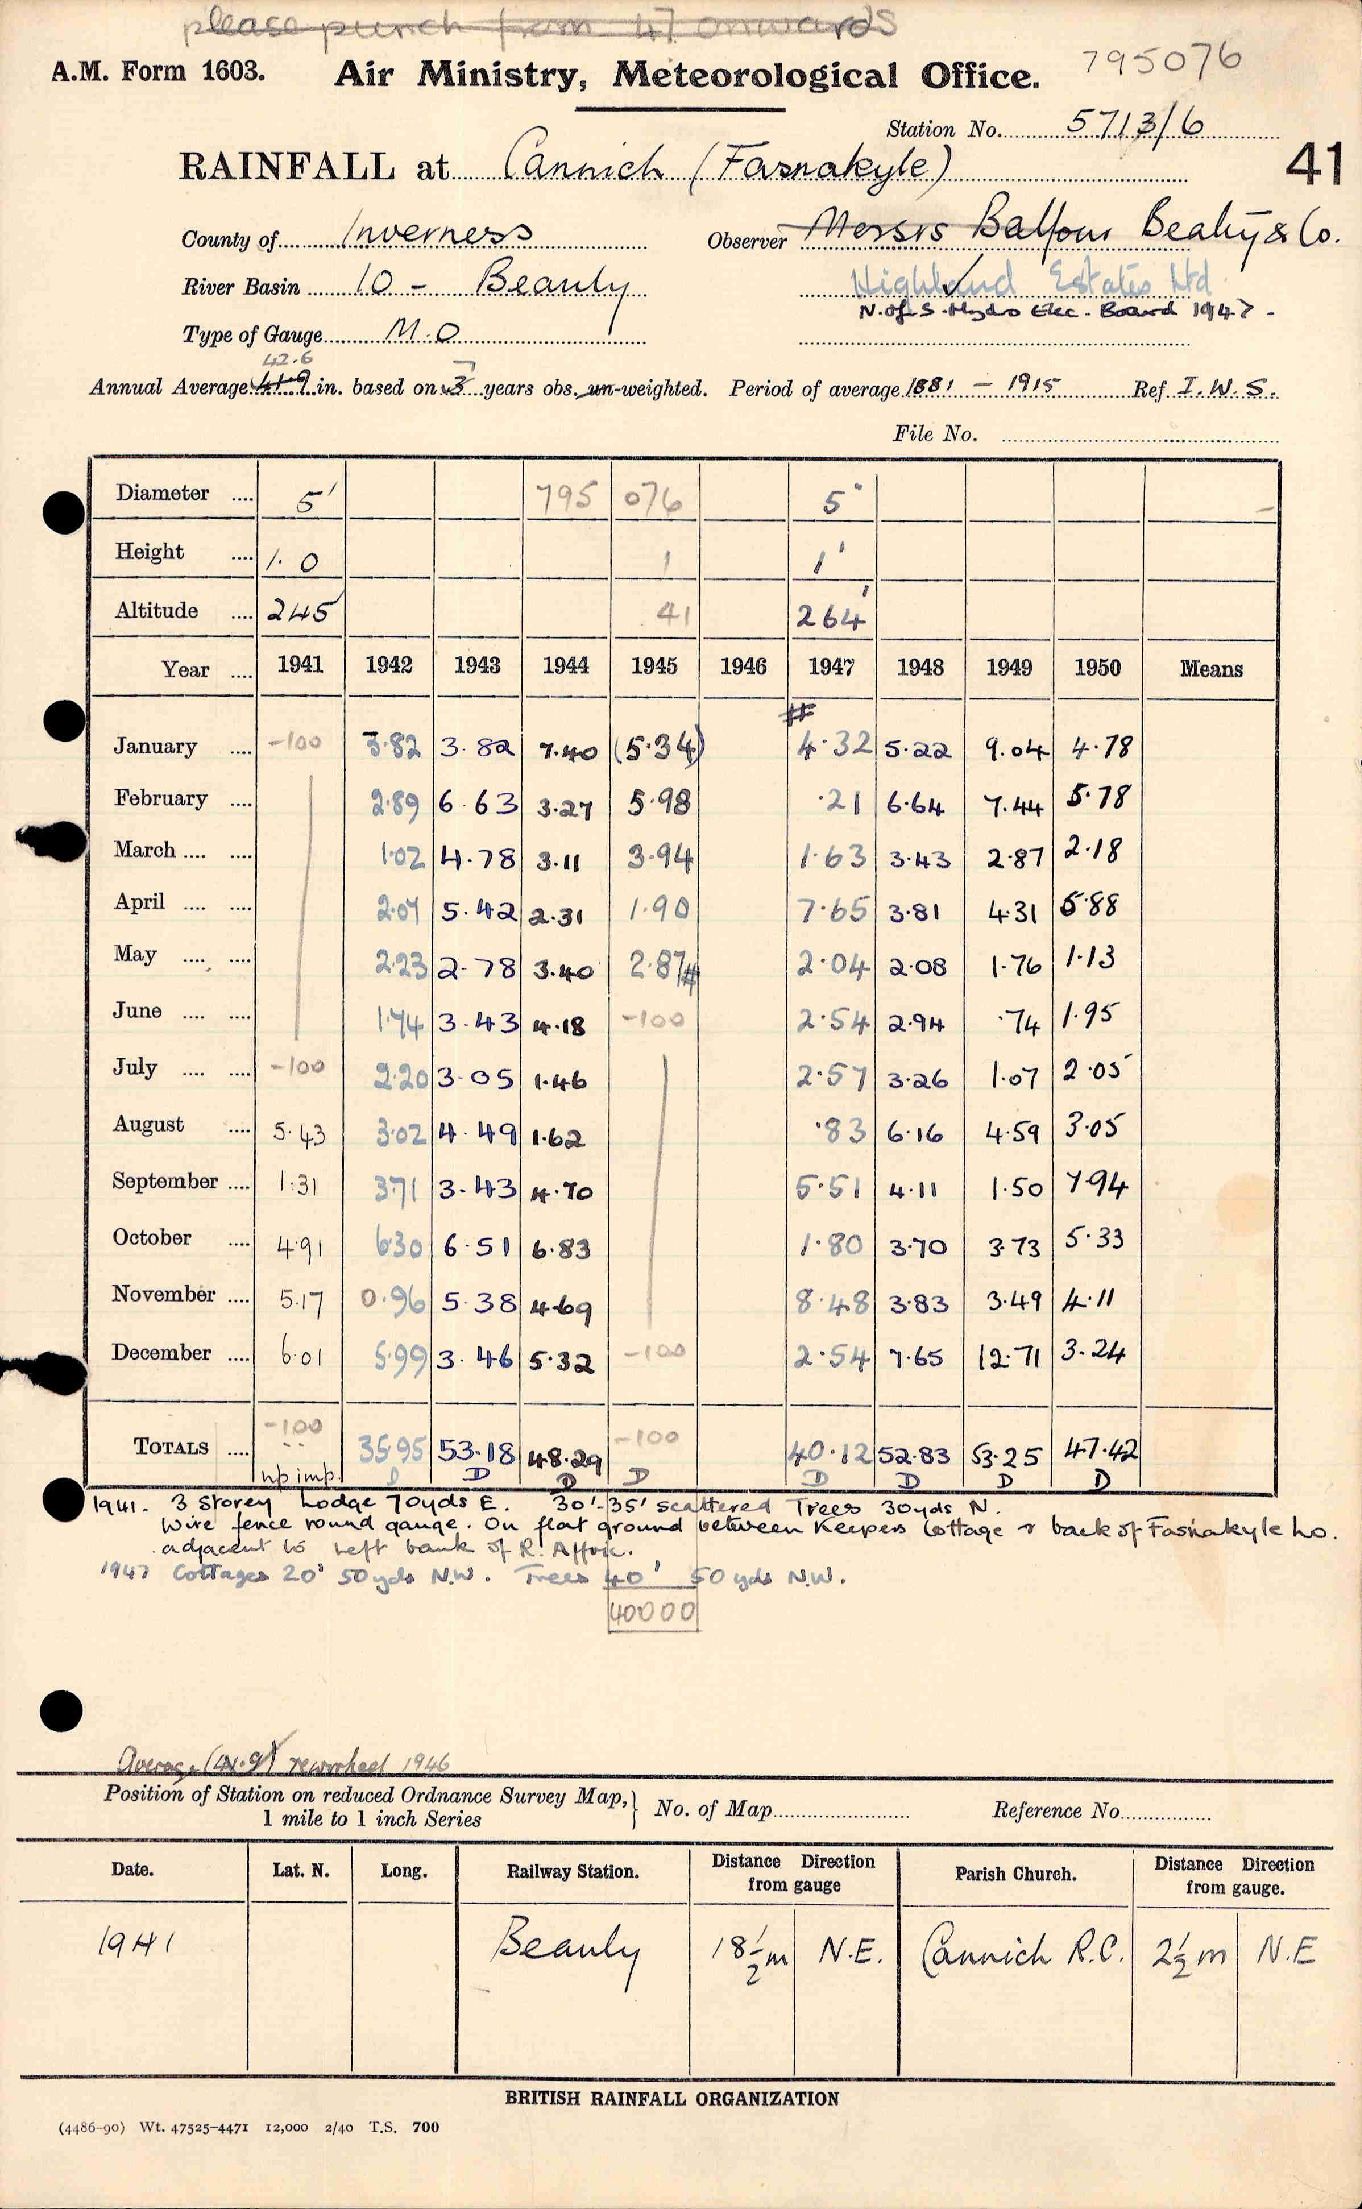 please punch from 47 onwards
A.M. Form 1603. Air Ministry, Meteorological Office. 795076
Station No. 5713/6
RAINFALL at Cannich (Fasnakyle) 41
County of Inverness Observer Messrs Balfour Beaty & Co.
River Basin 10 - Beauly Highland Estates Ltd
N. of S. Hydro Elec. Board 1947 -
Type of Gauge M.O
42.6
Annual Average 41.9 in. based on 3 years obs. un-weighted. Period of average 1881 - 1915 Ref I.W.S.
File No.
Diameter 5' 795 076 5"
Height 1. 0 1 1'
Altitude 245 41 264'
Year 1941 1942 1943 1944 1945 1946 1947 1948 1949 1950 Means
#
January -100 3.82 3.82 7.40 (5.34) 4.32 5.22 9.04 4.78
February 2.89 6.63 3.27 5.98 .21 6.64 7.44 5.78
March 1.02 4.78 3.11 3.94 1.63 3.43 2.87 2.18
April 2.07 5.42 2.31 1.90 7.65 3.81 4.31 5.88
May 2.23 2.78 3.40 2.87# 2.04 2.08 1.76 1.13
June 1.74 3.43 4.18 -100 2.54 2.94 .74 1.95
July -100 2.20 3.05 1.46 2.57 3.26 1.07 2.05
August 5.43 3.02 4.49 1.62 .83 6.16 4.59 3.05
September 1.31 3.71 3.43 4.70 5.51 4.11 1.50 7.94
October 4.91 6.30 6.51 6.83 1.80 3.70 3.73 5.33
November 5.17 0.96 5.38 4.69 8.48 3.83 3.49 4.11
December 6.01 5.99 3.46 5.32 -100 2.54 7.65 12.71 3.24
-100
TOTALS .. 35.95 53.18 48.29 -100 40.12 52.83 53.25 47.42
np imp. D D D D D D D D
1941. 3 Storey Lodge 70yds E. 30'-35' scattered Trees 30yds N.
Wire fence round gauge. On flat ground between Keepers Cottage & back of Fasnakyle Ho.
adjacent to left bank of R. Affric.
1947 Cottages 20' 50yds N.W. Trees 40' 50 yds N.W.
40000
Average (41.9) reworked 1946
Position of Station on reduced Ordnance Survey Map, No. of Map Reference No.
1 mile to 1 inch Series
Date. Lat. N. Long. Railway Station. Distance Direction from gauge Parish Church. Distance Direction from gauge.
1941 Beauly 18½m N.E. Cannich R.C. 2½m N.E
BRITISH RAINFALL ORGANIZATION
(4486-90) Wt. 47525-4471 12,000 2/40 T.S. 700